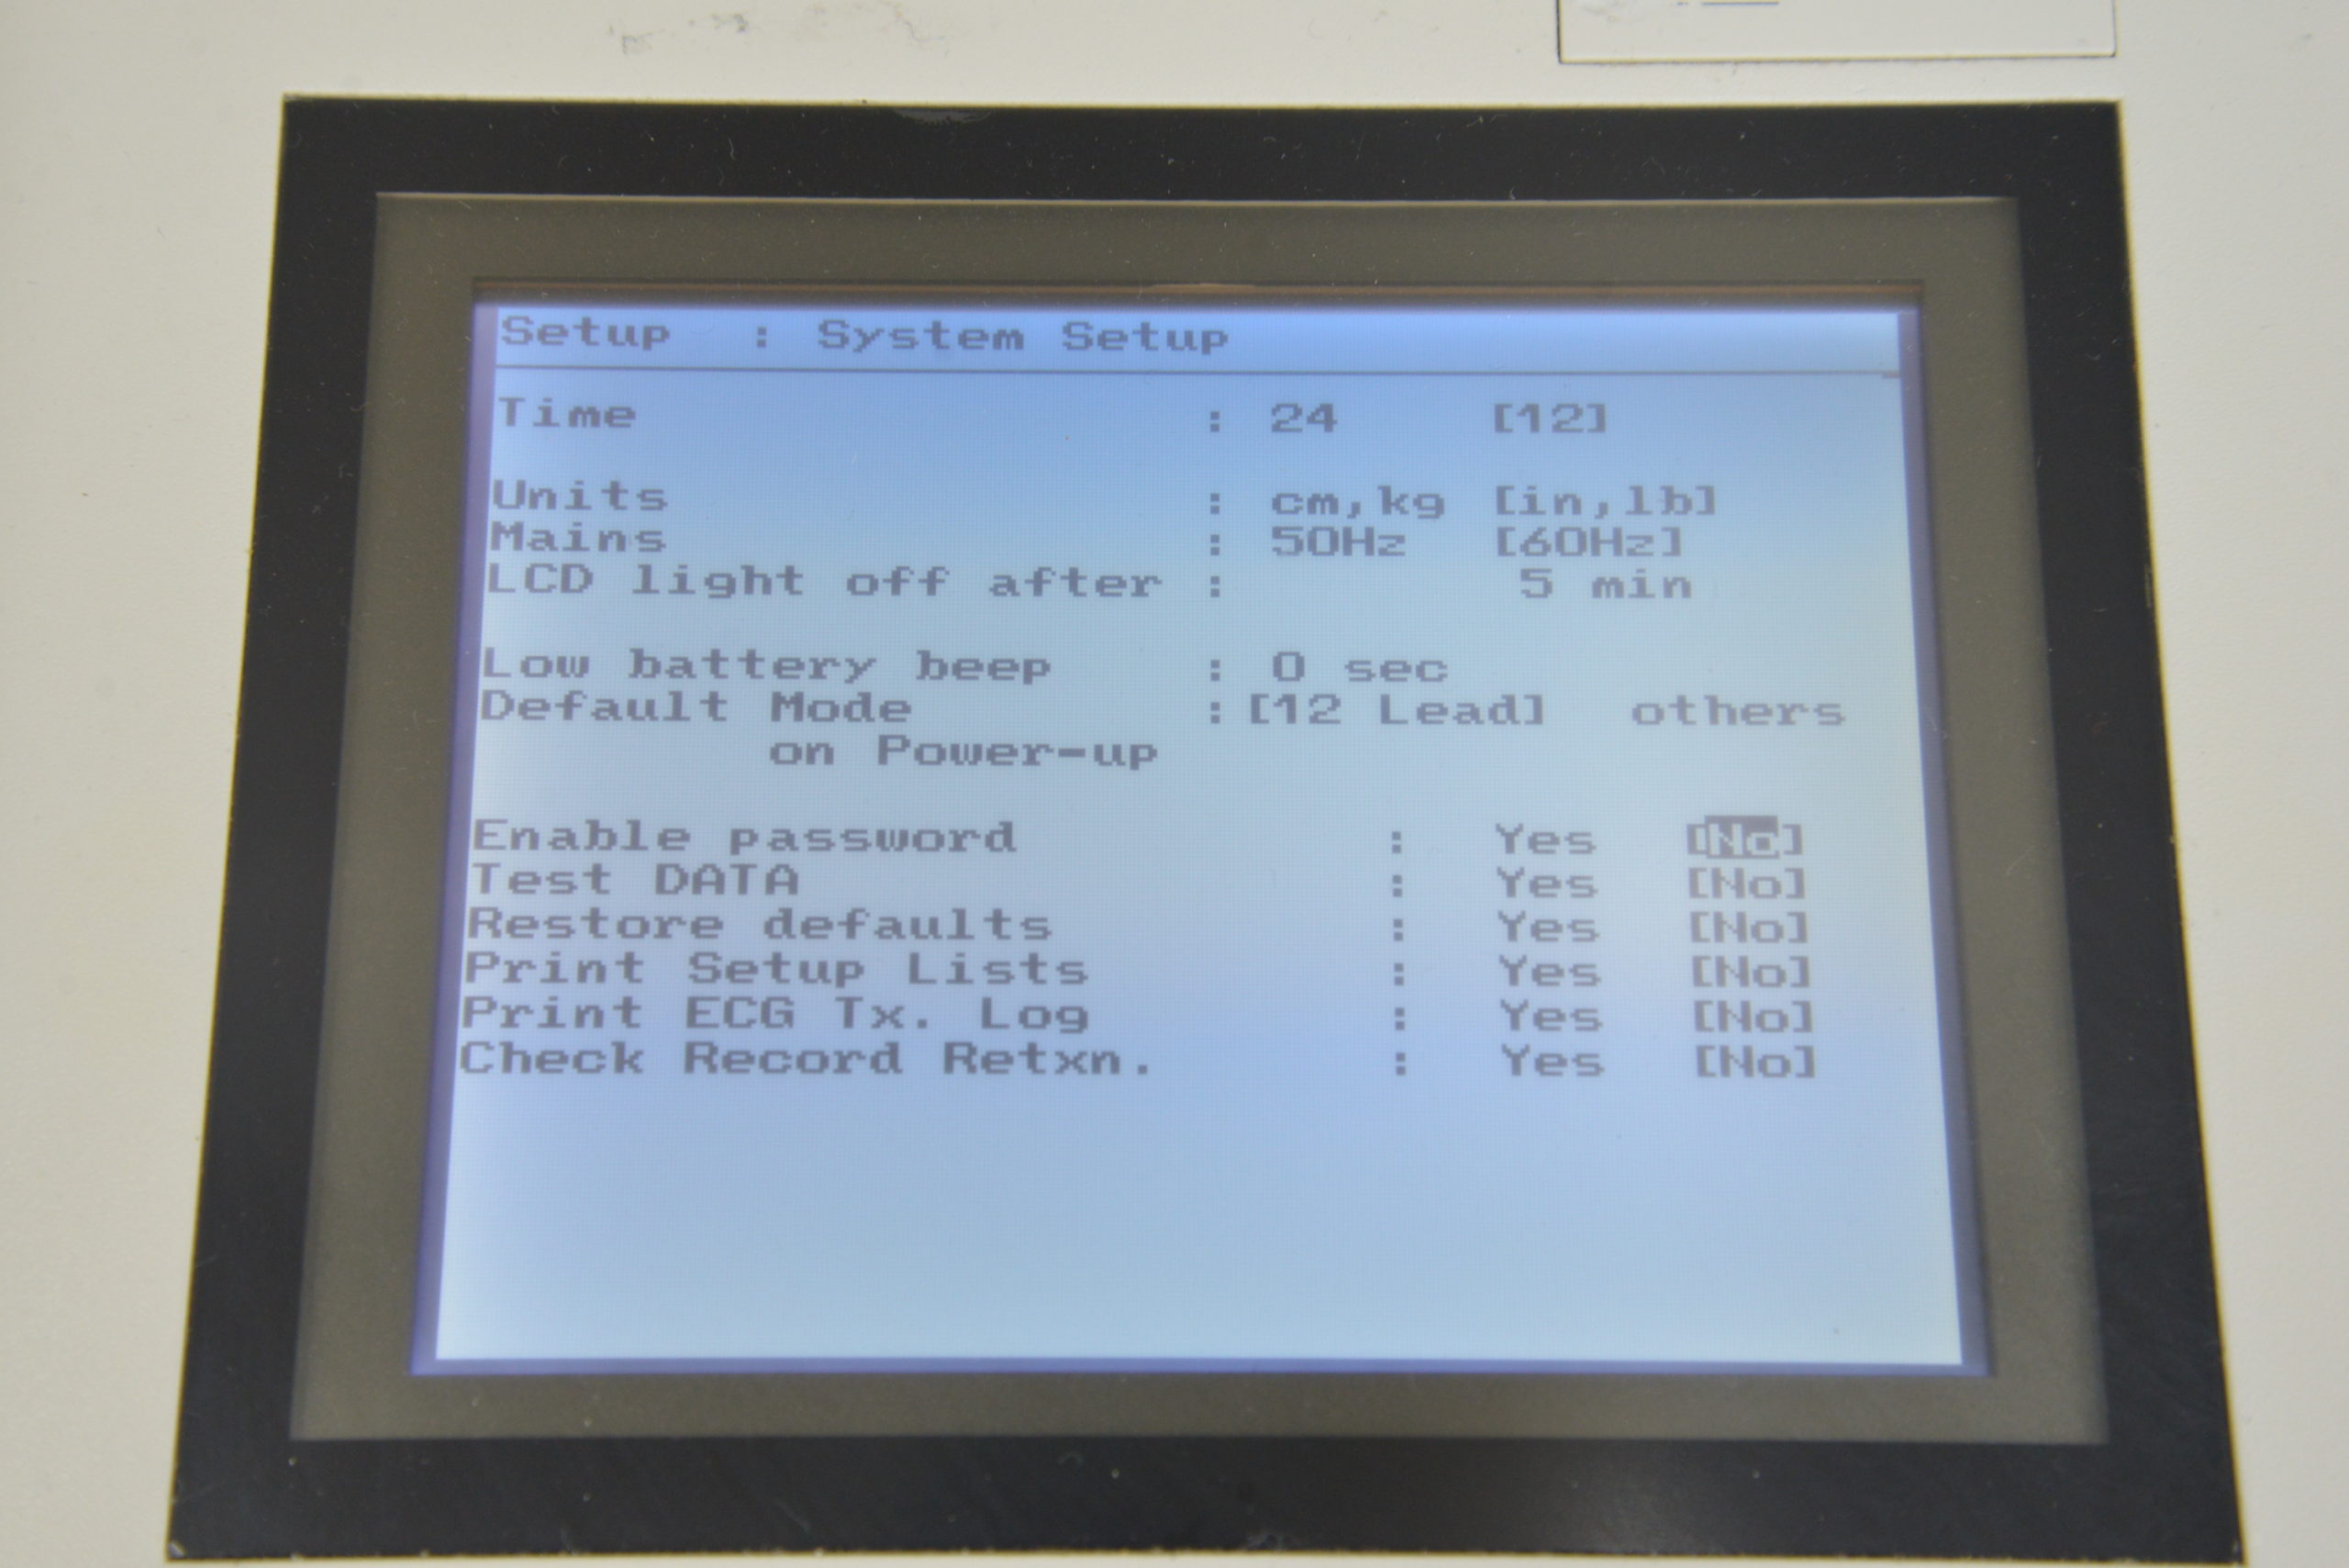 Setup : System Setup
Time : 24 [12]
Units : cm,kg [in,lb]
Mains : 50Hz [60Hz]
LCD light off after : 5 min
Low battery beep : 0 sec
Default Mode : [12 Lead] others
on Power-up
Enable password : Yes [No]
Test DATA : Yes [No]
Restore defaults : Yes [No]
Print Setup Lists : Yes [No]
Print ECG Tx. Log : Yes [No]
Check Record Retxn. : Yes [No]